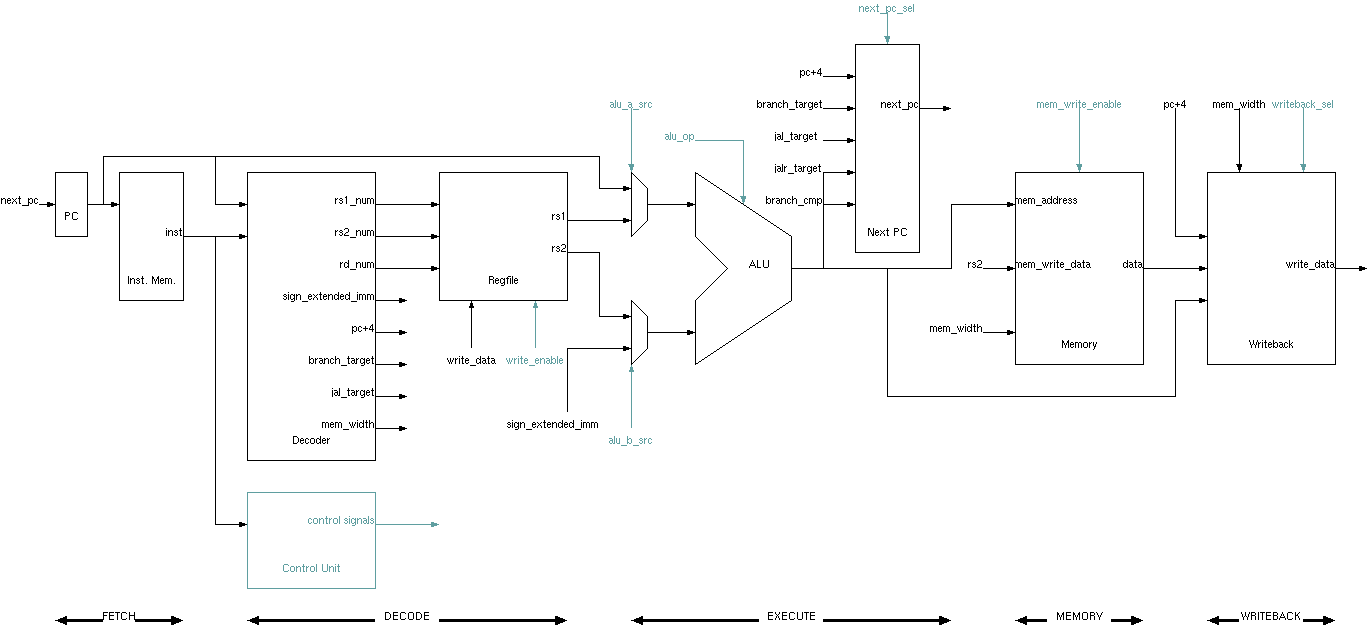 next_pc_sel
pc+4
branch_target
next_pc
jal_target
jalr_target
branch_cmp
Next PC
alu_a_src
alu_op
mem_write_enable
pc+4
mem_width
writeback_sel
next_pc
PC
inst
Inst. Mem.
rs1_num
rs2_num
rd_num
sign_extended_imm
pc+4
branch_target
jal_target
mem_width
Decoder
rs1
rs2
Regfile
write_data
write_enable
sign_extended_imm
alu_b_src
ALU
mem_address
rs2
mem_write_data
data
mem_width
Memory
write_data
Writeback
control signals
Control Unit
FETCH
DECODE
EXECUTE
MEMORY
WRITEBACK